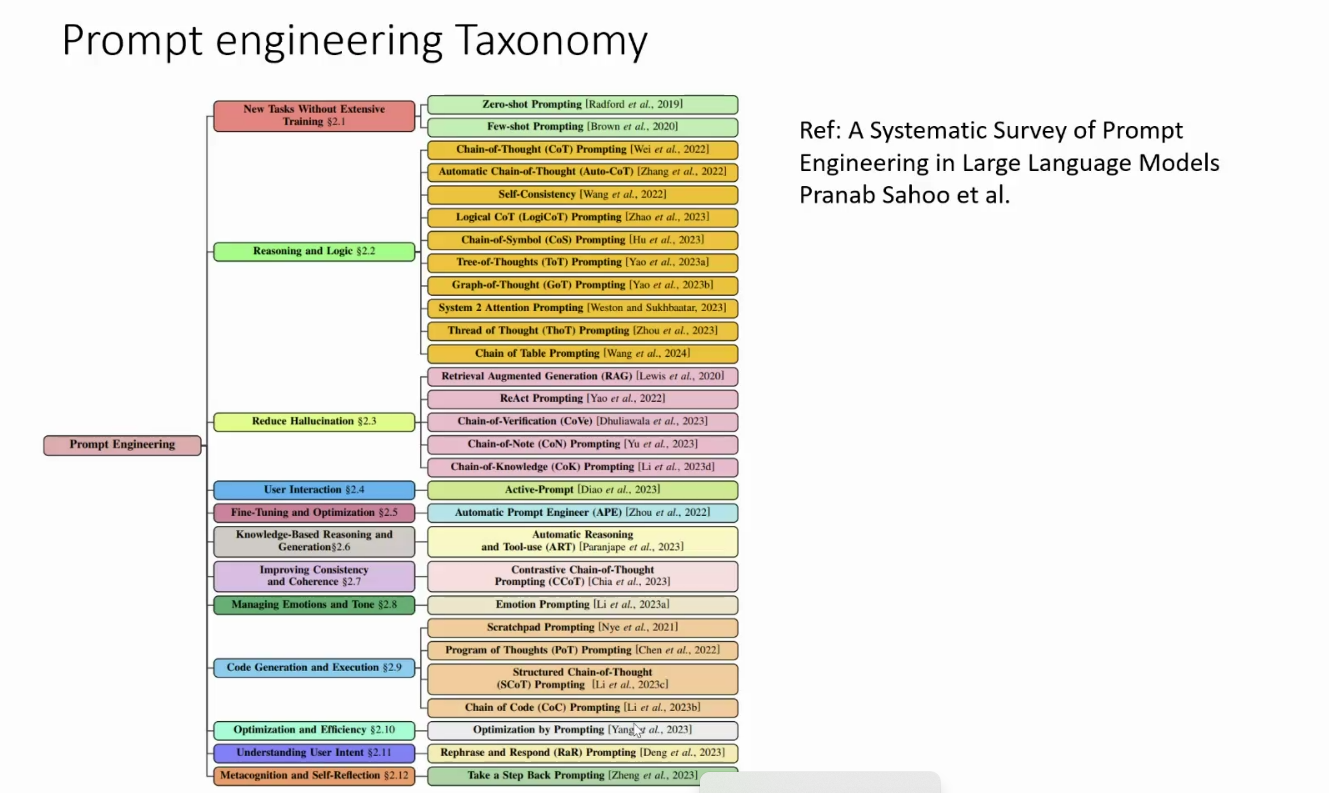 Prompt engineering Taxonomy
Ref: A Systematic Survey of Prompt
Engineering in Large Language Models
Pranab Sahoo et al.
Prompt Engineering
New Tasks Without Extensive
Training §2.1
Zero-shot Prompting [Radford et al., 2019]
Few-shot Prompting [Brown et al., 2020]
Reasoning and Logic §2.2
Chain-of-Thought (CoT) Prompting [Wei et al., 2022]
Automatic Chain-of-Thought (Auto-CoT) [Zhang et al., 2022]
Self-Consistency [Wang et al., 2022]
Logical CoT (LogiCoT) Prompting [Zhao et al., 2023]
Chain-of-Symbol (CoS) Prompting [Hu et al., 2023]
Tree-of-Thoughts (ToT) Prompting [Yao et al., 2023a]
Graph-of-Thought (GoT) Prompting [Yao et al., 2023b]
System 2 Attention Prompting [Weston and Sukhbaatar, 2023]
Thread of Thought (ThoT) Prompting [Zhou et al., 2023]
Chain of Table Prompting [Wang et al., 2024]
Reduce Hallucination §2.3
Retrieval Augmented Generation (RAG) [Lewis et al., 2020]
ReAct Prompting [Yao et al., 2022]
Chain-of-Verification (CoVe) [Dhuliawala et al., 2023]
Chain-of-Note (CoN) Prompting [Yu et al., 2023]
Chain-of-Knowledge (CoK) Prompting [Li et al., 2023d]
User Interaction §2.4
Active-Prompt [Diao et al., 2023]
Fine-Tuning and Optimization §2.5
Automatic Prompt Engineer (APE) [Zhou et al., 2022]
Knowledge-Based Reasoning and
Generation§2.6
Automatic Reasoning
and Tool-use (ART) [Paranjape et al., 2023]
Improving Consistency
and Coherence §2.7
Contrastive Chain-of-Thought
Prompting (CCoT) [Chia et al., 2023]
Managing Emotions and Tone §2.8
Emotion Prompting [Li et al., 2023a]
Code Generation and Execution §2.9
Scratchpad Prompting [Nye et al., 2021]
Program of Thoughts (PoT) Prompting [Chen et al., 2022]
Structured Chain-of-Thought
(SCoT) Prompting [Li et al., 2023c]
Chain of Code (CoC) Prompting [Li et al., 2023b]
Optimization and Efficiency §2.10
Optimization by Prompting [Yang et al., 2023]
Understanding User Intent §2.11
Rephrase and Respond (RaR) Prompting [Deng et al., 2023]
Metacognition and Self-Reflection §2.12
Take a Step Back Prompting [Zheng et al., 2023]